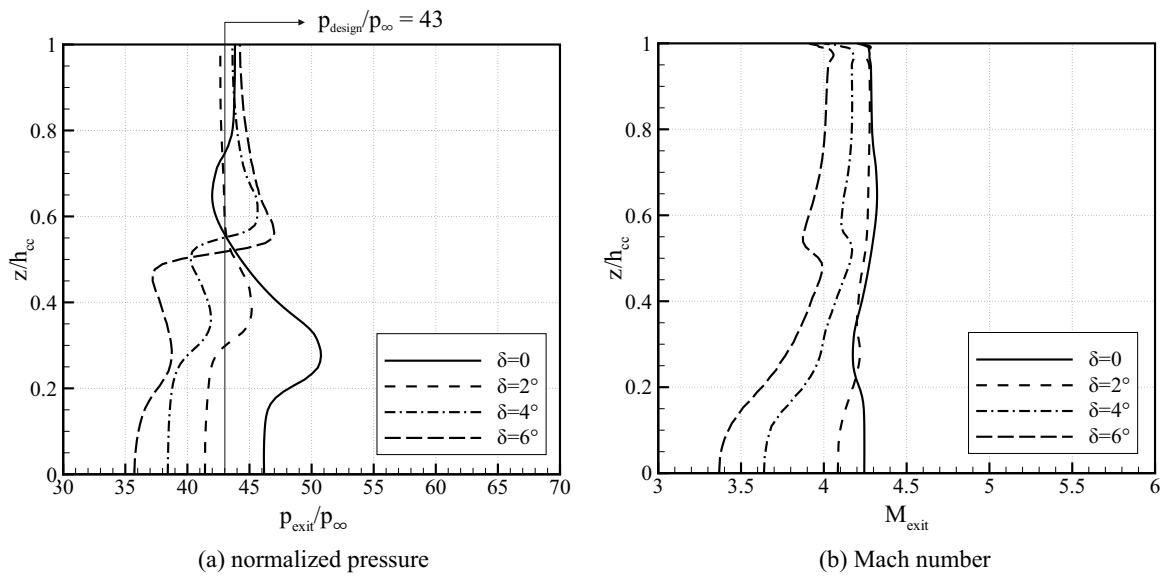 p_design/p_∞ = 43
1
0.8
0.6
0.4
0.2
0
z/h_cc
30 35 40 45 50 55 60 65 70
p_exit/p_∞
δ=0
δ=2°
δ=4°
δ=6°
(a) normalized pressure
1
0.8
0.6
0.4
0.2
0
z/h_cc
3 3.5 4 4.5 5 5.5 6
M_exit
δ=0
δ=2°
δ=4°
δ=6°
(b) Mach number